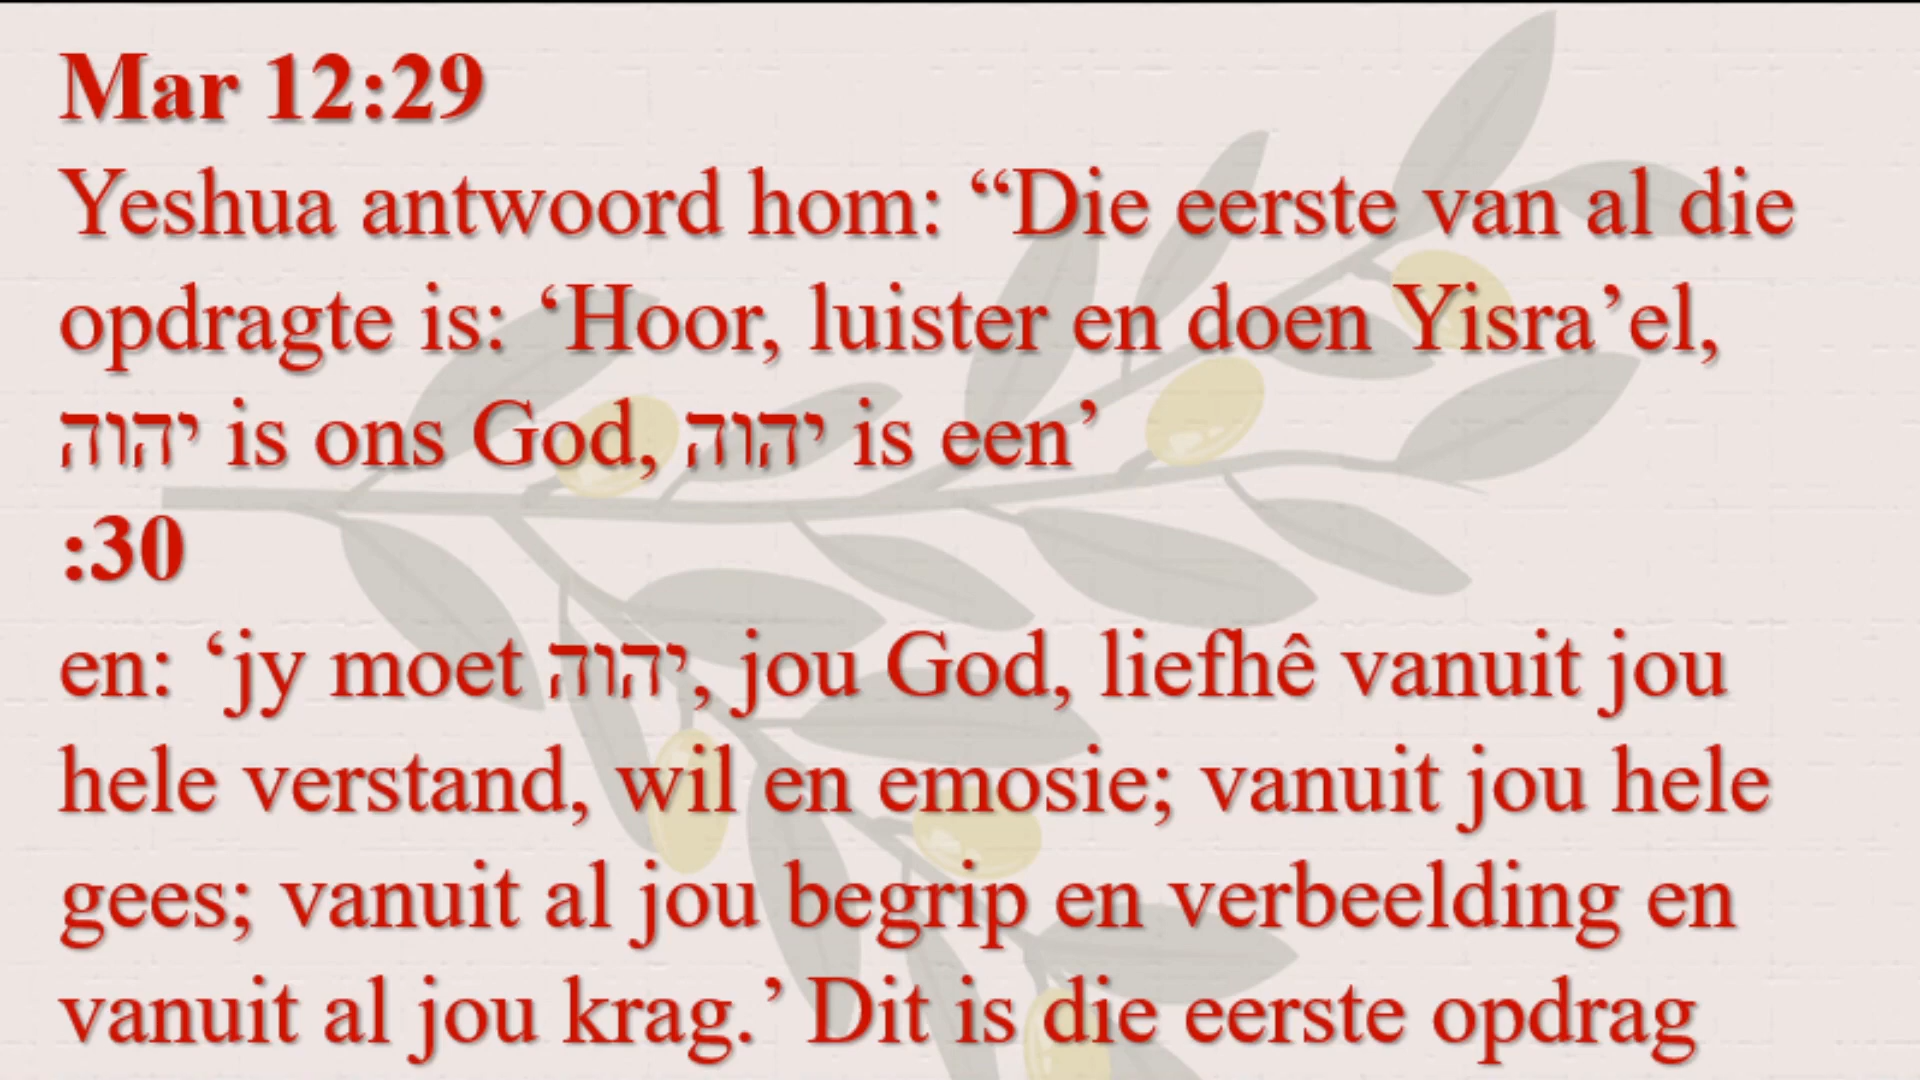 Mar 12:29
Yeshua antwoord hom: “Die eerste van al die
opdragte is: ‘Hoor, luister en doen Yisra’el,
יהוה is ons God, יהוה is een’
:30
en: ‘jy moet יהוה, jou God, liefhê vanuit jou
hele verstand, wil en emosie; vanuit jou hele
gees; vanuit al jou begrip en verbeelding en
vanuit al jou krag.’ Dit is die eerste opdrag